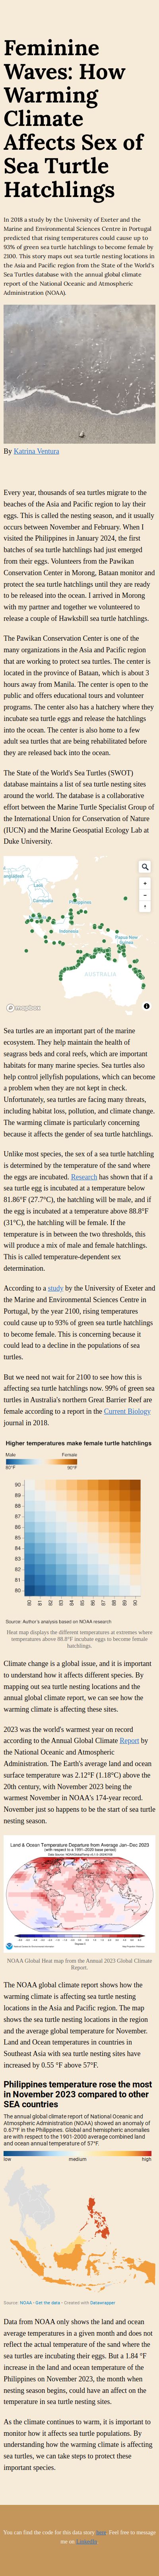 Feminine
Waves: How
Warming
Climate
Affects Sex of
Sea Turtle
Hatchlings
In 2018 a study by the University of Exeter and the
Marine and Environmental Sciences Centre in Portugal
predicted that rising temperatures could cause up to
93% of green sea turtle hatchlings to become female by
2100. This story maps out sea turtle nesting locations in
the Asia and Pacific region from the State of the World's
Sea Turtles database with the annual global climate
report of the National Oceanic and Atmospheric
Administration (NOAA).
By Katrina Ventura
Every year, thousands of sea turtles migrate to the
beaches of the Asia and Pacific region to lay their
eggs. This is called the nesting season, and it usually
occurs between November and February. When I
visited the Philippines in January 2024, the first
batches of sea turtle hatchlings had just emerged
from their eggs. Volunteers from the Pawikan
Conservation Center in Morong, Bataan monitor and
protect the sea turtle hatchlings until they are ready
to be released into the ocean. I arrived in Morong
with my partner and together we volunteered to
release a couple of Hawksbill sea turtle hatchlings.
The Pawikan Conservation Center is one of the
many organizations in the Asia and Pacific region
that are working to protect sea turtles. The center is
located in the province of Bataan, which is about 3
hours away from Manila. The center is open to the
public and offers educational tours and volunteer
programs. The center also has a hatchery where they
incubate sea turtle eggs and release the hatchlings
into the ocean. The center is also home to a few
adult sea turtles that are being rehabilitated before
they are released back into the ocean.
The State of the World's Sea Turtles (SWOT)
database maintains a list of sea turtle nesting sites
around the world. The database is a collaborative
effort between the Marine Turtle Specialist Group of
the International Union for Conservation of Nature
(IUCN) and the Marine Geospatial Ecology Lab at
Duke University.
Laos
Cambodia
Philippines
Indonesia
Papua New
Guinea
AUSTRALIA
mapbox
Sea turtles are an important part of the marine
ecosystem. They help maintain the health of
seagrass beds and coral reefs, which are important
habitats for other marine species. Sea turtles also
help control jellyfish populations, which can become
a problem when they are not kept in check.
Unfortunately, sea turtles are facing many threats,
including habitat loss, pollution, and climate change.
The warming climate is particularly concerning
because it affects the gender of sea turtle hatchlings.
Unlike most species, the sex of a sea turtle hatchling
is determined by the temperature of the sand where
the eggs are incubated. Research has shown that if a
sea turtle egg is incubated at a temperature below
81.86°F (27.7°C), the hatchling will be male, and if
the egg is incubated at a temperature above 88.8°F
(31°C), the hatchling will be female. If the
temperature is in between the two thresholds, this
will produce a mix of male and female hatchlings.
This is called temperature-dependent sex
determination.
According to a study by the University of Exeter and
the Marine and Environmental Sciences Centre in
Portugal, by the year 2100, rising temperatures
could cause up to 93% of green sea turtle hatchlings
to become female. This is concerning because it
could lead to a decline in the populations of sea
turtles.
But we need not wait for 2100 to see how this is
affecting sea turtle hatchlings now. 99% of green sea
turtles in Australia's northern Great Barrier Reef are
female according to a report in the Current Biology
journal in 2018.
Higher temperatures make female turtle hatchlings
Male
Female
80°F
90°F
90
89
88
87
86
85
84
83
82
81
80
80
81
82
83
84
85
86
87
88
89
90
Source: Author's analysis based on NOAA research
Heat map displays the different temperatures at extremes where
temperatures above 88.8°F incubate eggs to become female
hatchlings.
Climate change is a global issue, and it is important
to understand how it affects different species. By
mapping out sea turtle nesting locations and the
annual global climate report, we can see how the
warming climate is affecting these sites.
2023 was the world's warmest year on record
according to the Annual Global Climate Report by
the National Oceanic and Atmospheric
Administration. The Earth's average land and ocean
surface temperature was 2.12°F (1.18°C) above the
20th century, with November 2023 being the
warmest November in NOAA's 174-year record.
November just so happens to be the start of sea turtle
nesting season.
Land & Ocean Temperature Departure from Average Jan–Dec 2023
(with respect to a 1991–2020 base period)
NOAA Global Heat map from the Annual 2023 Global Climate
Report.
The NOAA global climate report shows how the
warming climate is affecting sea turtle nesting
locations in the Asia and Pacific region. The map
shows the sea turtle nesting locations in the region
and the average global temperature for November.
Land and Ocean temperatures in countries in
Southeast Asia with sea turtle nesting sites have
increased by 0.55 °F above 57°F.
Philippines temperature rose the most
in November 2023 compared to other
SEA countries
The annual global climate report of National Oceanic and
Atmospheric Administration (NOAA) showed an anomaly of
0.67°F in the Philippines. Global and hemispheric anomalies
with respect to the 1901-2000 average combined land
and ocean annual temperature of 57°F.
low
medium
high
Source: NOAA • Get the data • Created with Datawrapper
Data from NOAA only shows the land and ocean
average temperatures in a given month and does not
reflect the actual temperature of the sand where the
sea turtles are incubating their eggs. But a 1.84 °F
increase in the land and ocean temperature of the
Philippines on November 2023, the month when
nesting season begins, could have an affect on the
temperature in sea turtle nesting sites.
As the climate continues to warm, it is important to
monitor how it affects sea turtle populations. By
understanding how the warming climate is affecting
sea turtles, we can take steps to protect these
important species.
You can find the code for this data story here. Feel free to message
me on LinkedIn.